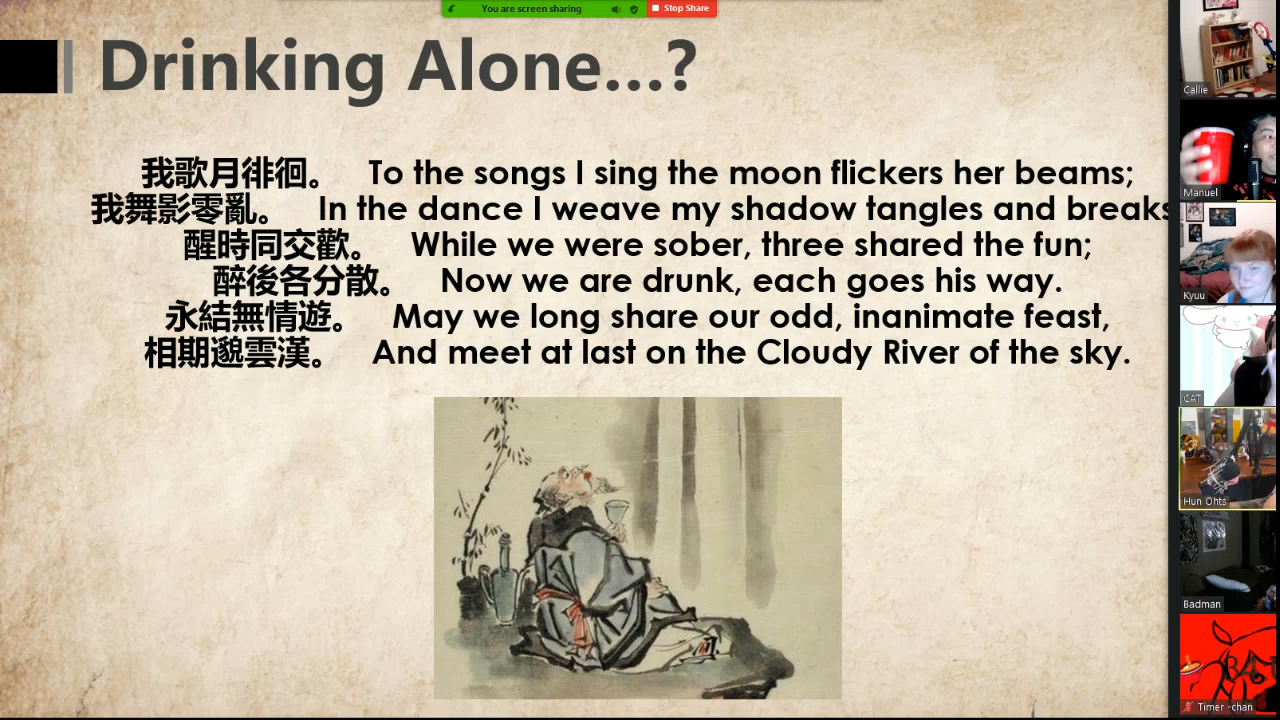 You are screen sharing
Stop Share
Drinking Alone...?
我歌月徘徊。 To the songs I sing the moon flickers her beams;
我舞影零亂。 In the dance I weave my shadow tangles and breaks
醒時同交歡。 While we were sober, three shared the fun;
醉後各分散。 Now we are drunk, each goes his way.
永結無情遊。 May we long share our odd, inanimate feast,
相期邈雲漢。 And meet at last on the Cloudy River of the sky.
Callie
Manuel
Kyuu
CAT
Hun Ohts
Badman
Timer -chan